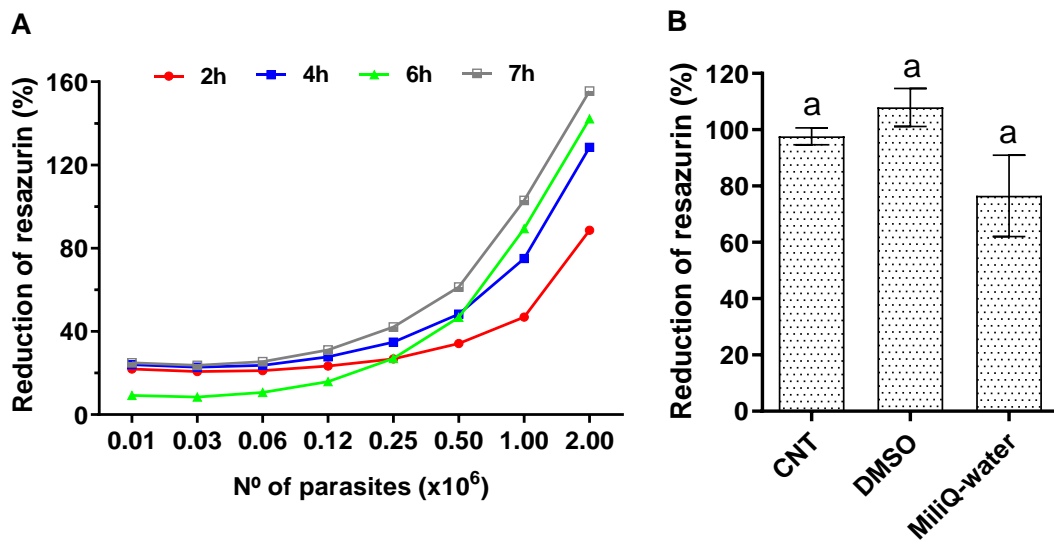 A
Reduction of resazurin (%)
2h 4h 6h 7h
160
120
80
40
0
0.01 0.03 0.06 0.12 0.25 0.50 1.00 2.00
Nº of parasites (x10⁶)
B
Reduction of resazurin (%)
120
100
80
60
40
20
0
a a a
CNT
DMSO
MiliQ-water